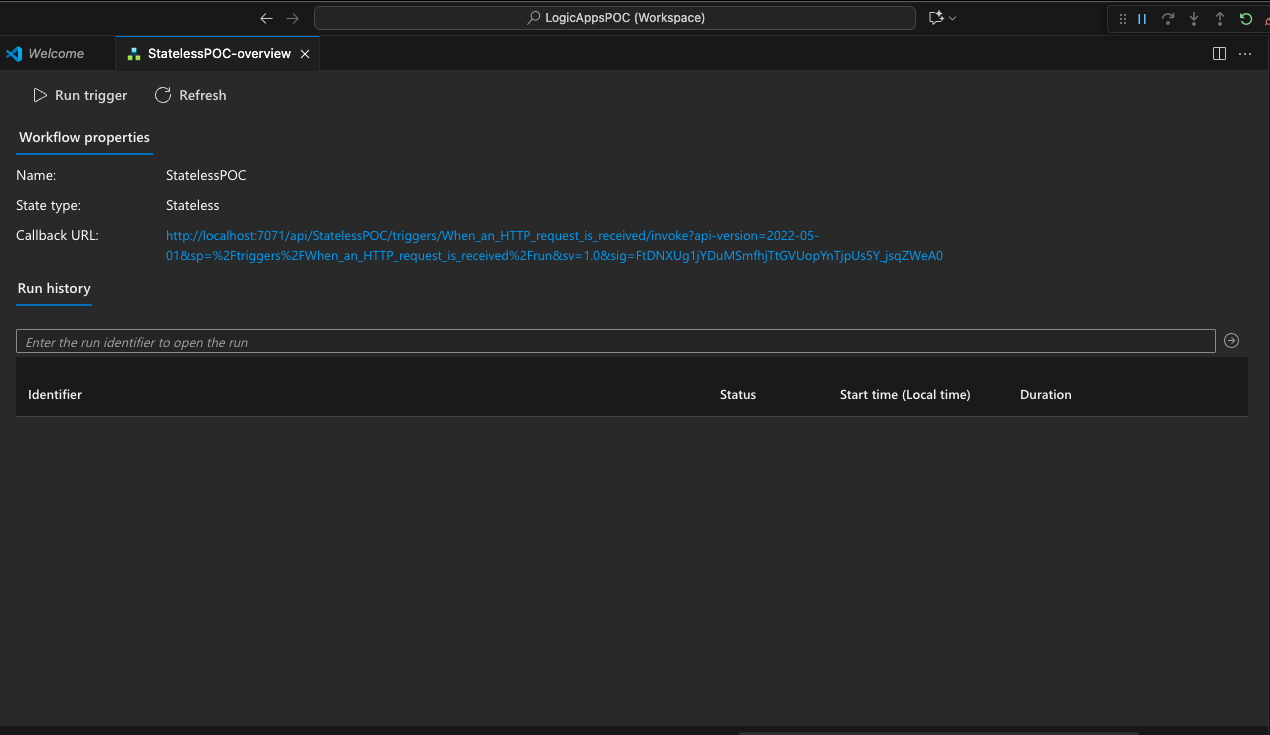 LogicAppsPOC (Workspace)
Welcome
StatelessPOC-overview
Run trigger
Refresh
Workflow properties
Name: StatelessPOC
State type: Stateless
Callback URL: http://localhost:7071/api/StatelessPOC/triggers/When_an_HTTP_request_is_received/invoke?api-version=2022-05-
01&sp=%2Ftriggers%2FWhen_an_HTTP_request_is_received%2Frun&sv=1.0&sig=FtDNXUg1jYDuMSmfhjTtGVUopYnTjpUs5Y_jsqZWeA0
Run history
Enter the run identifier to open the run
Identifier Status Start time (Local time) Duration